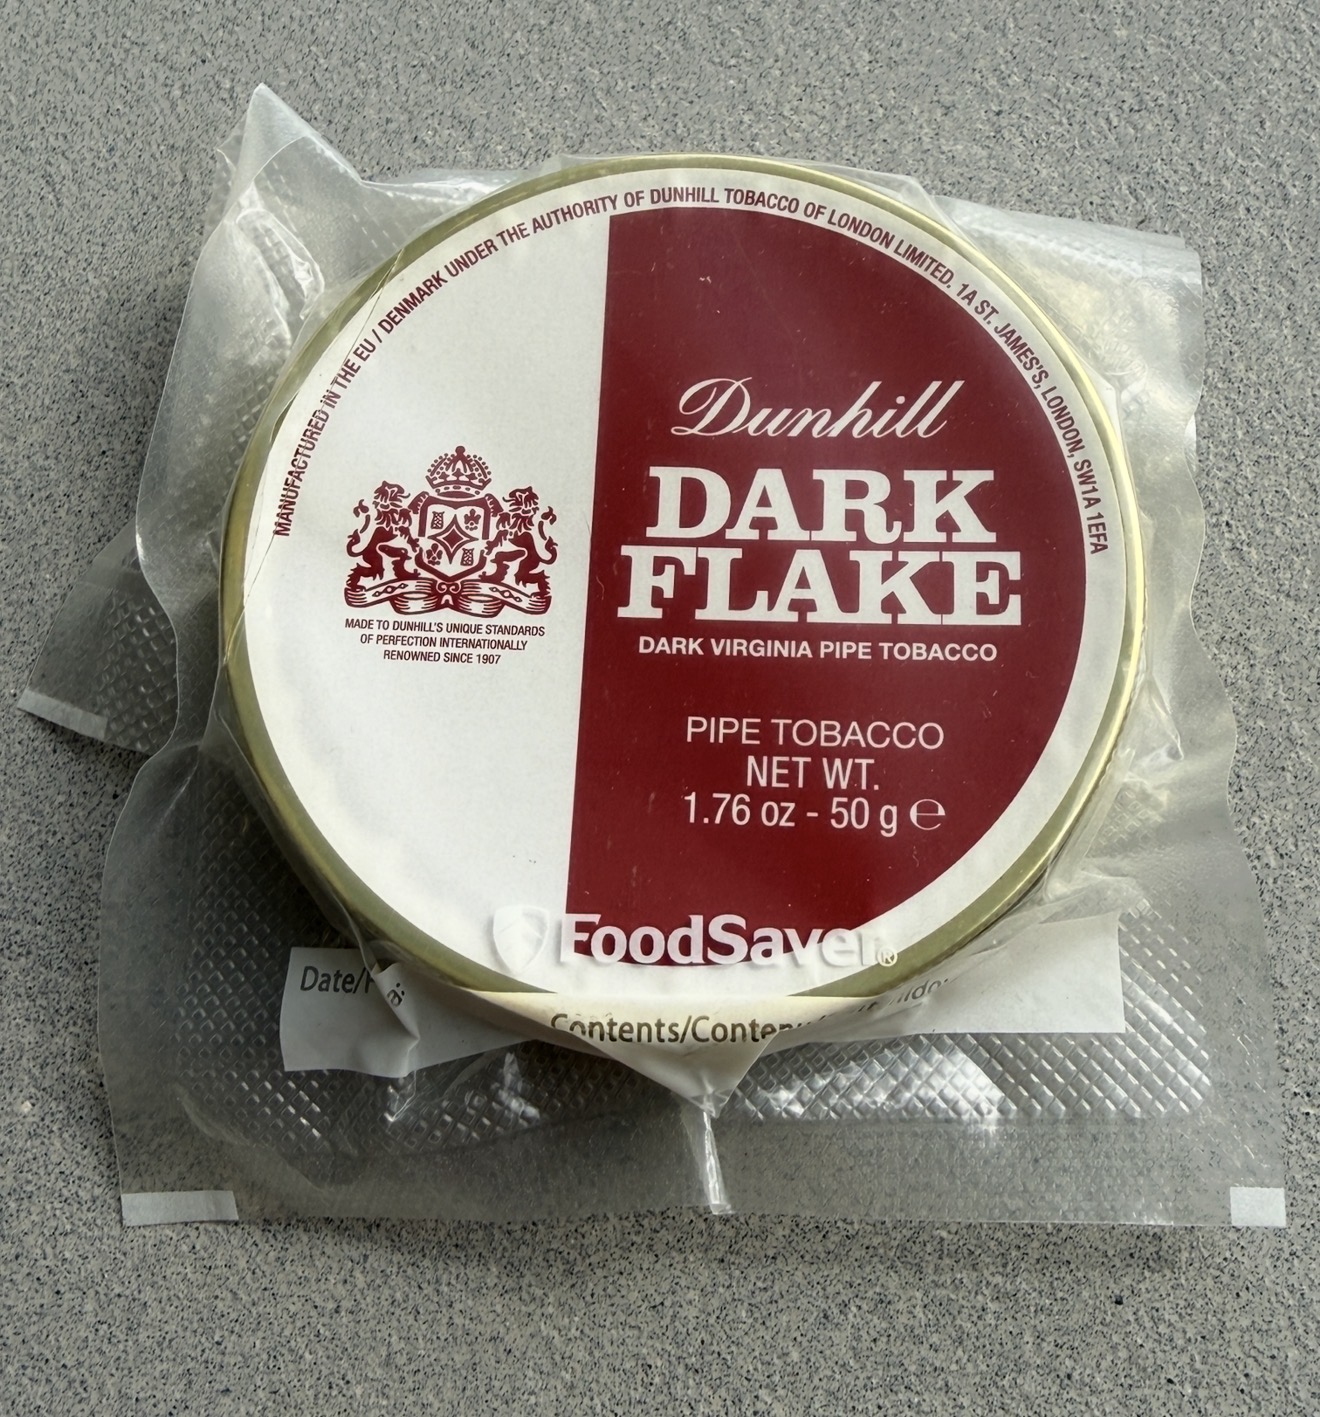 MANUFACTURED IN THE EU / DENMARK UNDER THE AUTHORITY OF DUNHILL TOBACCO OF LONDON LIMITED. 1A ST. JAMES'S, LONDON, SW1A 1EFA
Dunhill
DARK
FLAKE
DARK VIRGINIA PIPE TOBACCO
MADE TO DUNHILL'S UNIQUE STANDARDS
OF PERFECTION INTERNATIONALLY
RENOWNED SINCE 1907
PIPE TOBACCO
NET WT.
1.76 oz - 50 g ℮
FoodSaver®
Contents/